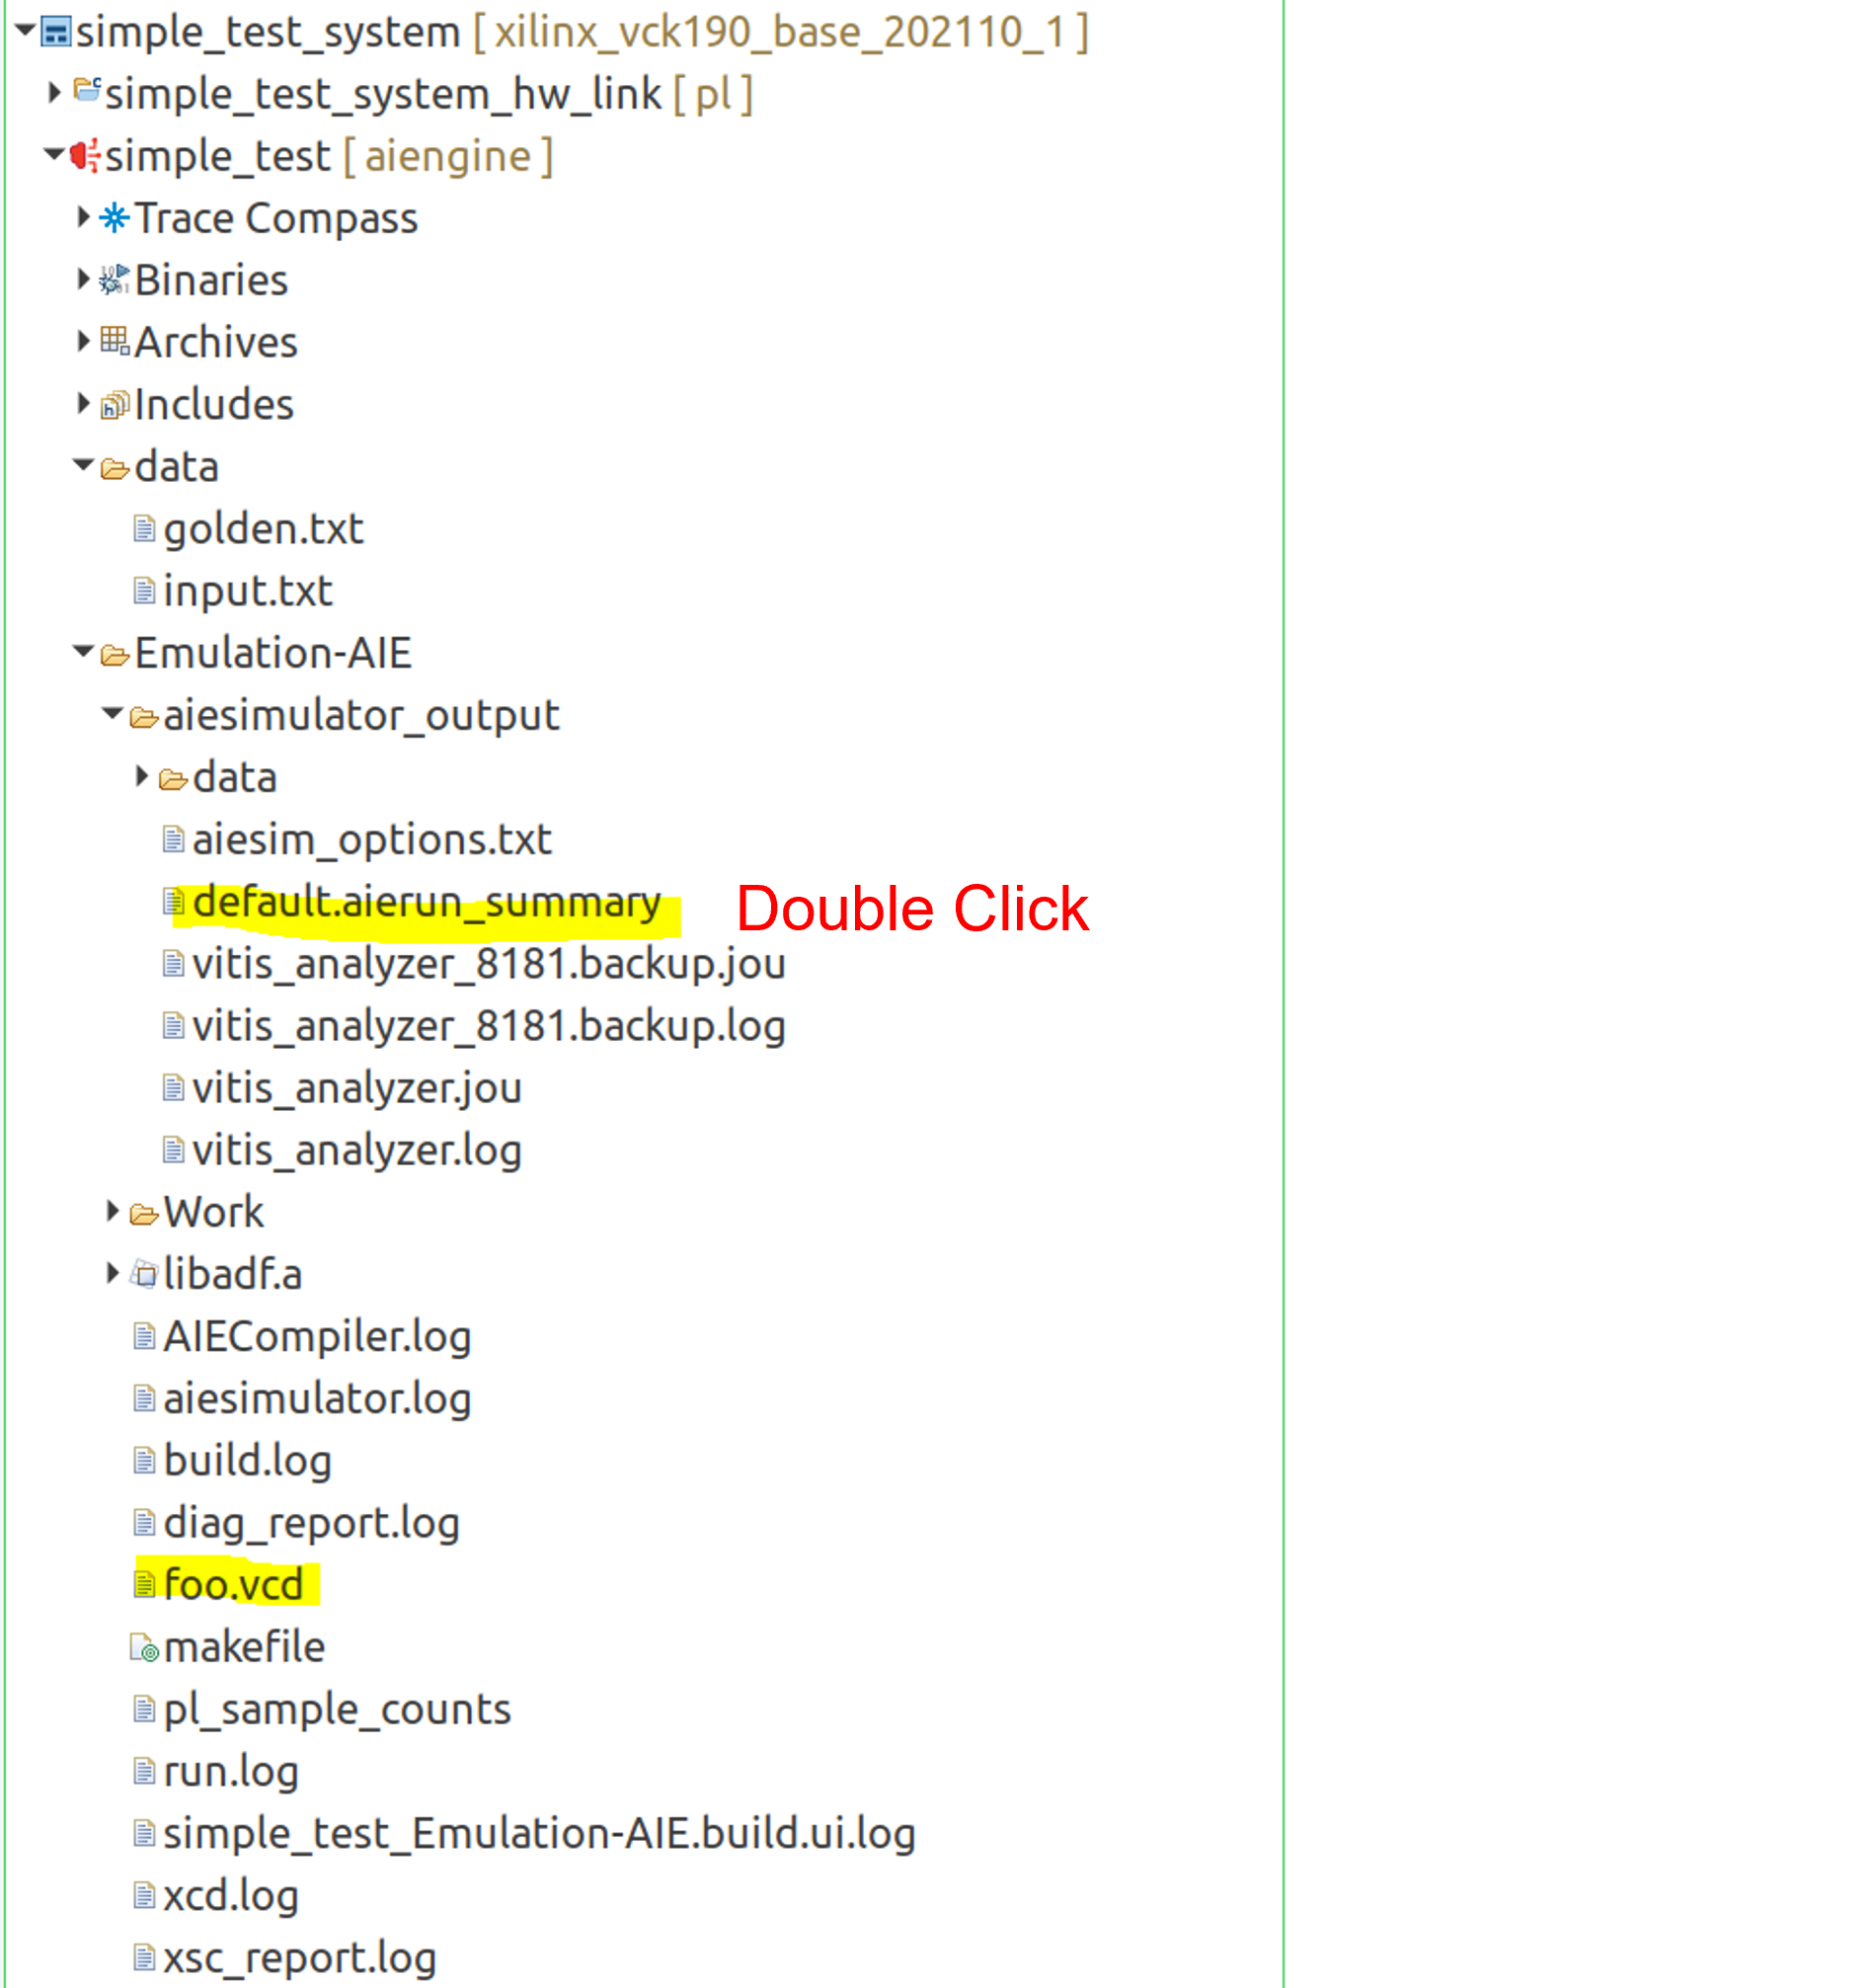 simple_test_system [ xilinx_vck190_base_202110_1 ]
simple_test_system_hw_link [ pl ]
simple_test [ aiengine ]
Trace Compass
Binaries
Archives
Includes
data
golden.txt
input.txt
Emulation-AIE
aiesimulator_output
data
aiesim_options.txt
default.aierun_summary Double Click
vitis_analyzer_8181.backup.jou
vitis_analyzer_8181.backup.log
vitis_analyzer.jou
vitis_analyzer.log
Work
libadf.a
AIECompiler.log
aiesimulator.log
build.log
diag_report.log
foo.vcd
makefile
pl_sample_counts
run.log
simple_test_Emulation-AIE.build.ui.log
xcd.log
xsc_report.log